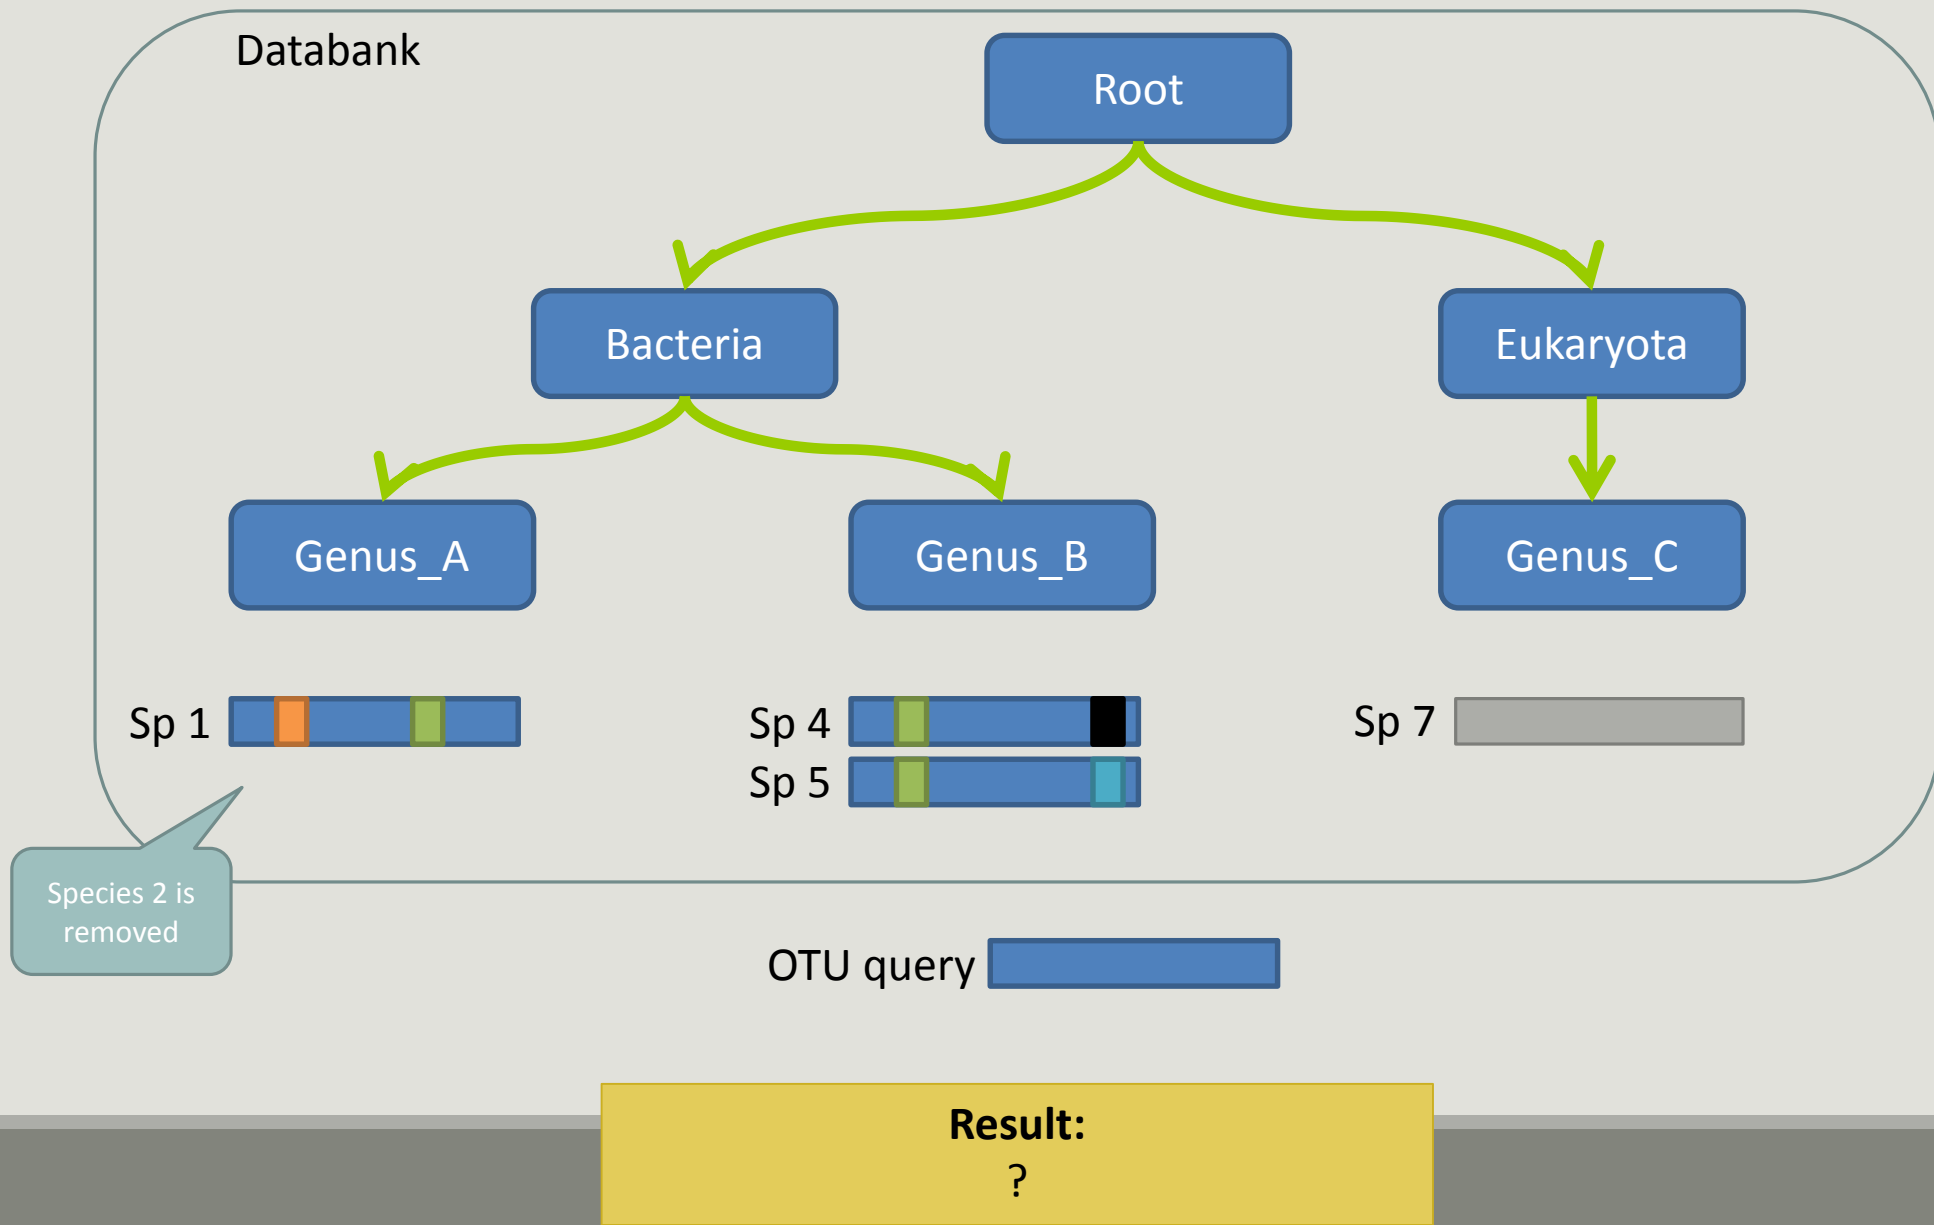 Databank
Root
Bacteria
Eukaryota
Genus_A
Genus_B
Genus_C
Sp 1
Sp 4
Sp 7
Sp 5
Species 2 is
removed
OTU query
Result:
?